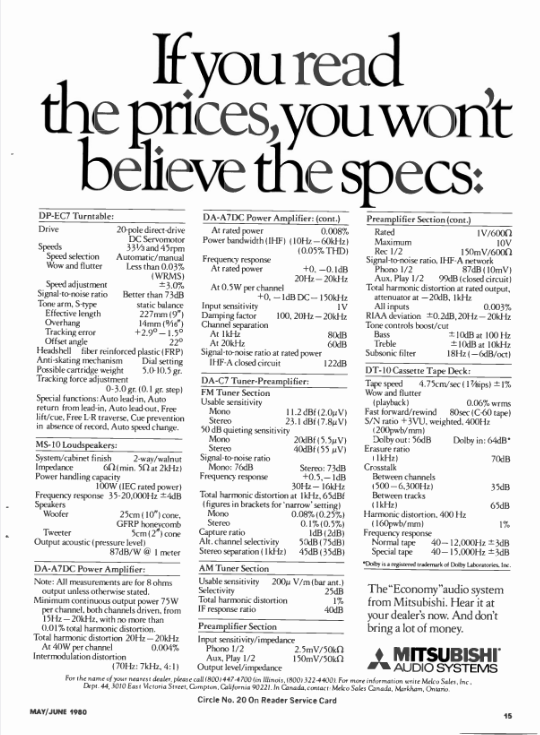 If you read
the prices, you won't
believe the specs:
DP-EC7 Turntable:
Drive 20-pole direct-drive
DC Servomotor
Speeds 33⅓ and 45rpm
Speed selection Automatic/manual
Wow and flutter Less than 0.03%
(WRMS)
Speed adjustment ±3.0%
Signal-to-noise ratio Better than 73dB
Tone arm, S-type static balance
Effective length 227mm (9")
Overhang 14mm (9/16")
Tracking error +2.9° – 1.5°
Offset angle 22°
Headshell fiber reinforced plastic (FRP)
Anti-skating mechanism Dial setting
Possible cartridge weight 5.0-10.5 gr.
Tracking force adjustment
0-3.0 gr. (0.1 gr. step)
Special functions: Auto lead-in, Auto
return from lead-in, Auto lead-out, Free
lift/cue, Free L-R traverse, Cue prevention
in absence of record, Auto speed change.
MS-10 Loudspeakers:
System/cabinet finish 2-way/walnut
Impedance 6Ω (min. 5Ω at 2kHz)
Power handling capacity
100W (IEC rated power)
Frequency response 35-20,000Hz ±4dB
Speakers
Woofer 25cm (10") cone,
GFRP honeycomb
Tweeter 5cm (2") cone
Output acoustic (pressure level)
87dB/W @ 1 meter
DA-A7DC Power Amplifier:
Note: All measurements are for 8 ohms
output unless otherwise stated.
Minimum continuous output power 75W
per channel, both channels driven, from
15Hz – 20kHz, with no more than
0.01% total harmonic distortion.
Total harmonic distortion 20Hz – 20kHz
At 40W per channel 0.004%
Intermodulation distortion
(70Hz: 7kHz, 4:1)
DA-A7DC Power Amplifier: (cont.)
At rated power 0.008%
Power bandwidth (IHF) (10Hz – 60kHz)
(0.05% THD)
Frequency response
At rated power +0, –0.1dB
20Hz – 20kHz
At 0.5W per channel
+0, – 1dB DC – 150kHz
Input sensitivity 1V
Damping factor 100, 20Hz – 20kHz
Channel separation
At 1kHz 80dB
At 20kHz 60dB
Signal-to-noise ratio at rated power
IHF-A closed circuit 122dB
DA-C7 Tuner-Preamplifier:
FM Tuner Section
Usable sensitivity
Mono 11.2 dBf (2.0μV)
Stereo 23.1 dBf (7.8μV)
50 dB quieting sensitivity
Mono 20dBf (5.5μV)
Stereo 40dBf (55 μV)
Signal-to-noise ratio
Mono: 76dB Stereo: 73dB
Frequency response +0.5, – 1dB
30Hz – 16kHz
Total harmonic distortion at 1kHz, 65dBf
(figures in brackets for 'narrow' setting)
Mono 0.08% (0.25%)
Stereo 0.1% (0.5%)
Capture ratio 1dB (2dB)
Alt. channel selectivity 50dB (75dB)
Stereo separation (1kHz) 45dB (35dB)
AM Tuner Section
Usable sensitivity 200μ V/m (bar ant.)
Selectivity 25dB
Total harmonic distortion 1%
IF response ratio 40dB
Preamplifier Section
Input sensitivity/impedance
Phono 1/2 2.5mV/50kΩ
Aux, Play 1/2 150mV/50kΩ
Output level/impedance
Preamplifier Section (cont.)
Rated 1V/600Ω
Maximum 10V
Rec 1/2 150mV/600Ω
Signal-to-noise ratio, IHF-A network
Phono 1/2 87dB (10mV)
Aux, Play 1/2 99dB (closed circuit)
Total harmonic distortion at rated output,
attenuator at – 20dB, 1kHz
All inputs 0.003%
RIAA deviation ±0.2dB, 20Hz – 20kHz
Tone controls boost/cut
Bass ±10dB at 100 Hz
Treble ±10dB at 10kHz
Subsonic filter 18Hz (– 6dB/oct)
DT-10 Cassette Tape Deck:
Tape speed 4.75cm/sec (1⅞ips) ±1%
Wow and flutter
(playback) 0.06% wrms
Fast forward/rewind 80sec (C-60 tape)
S/N ratio +3VU, weighted, 400Hz
(200pwb/mm)
Dolby out: 56dB Dolby in: 64dB*
Erasure ratio
(1kHz) 70dB
Crosstalk
Between channels
(500 – 6,300Hz) 35dB
Between tracks
(1kHz) 65dB
Harmonic distortion, 400 Hz
(160pwb/mm) 1%
Frequency response
Normal tape 40 – 12,000Hz ±3dB
Special tape 40 – 15,000Hz ±3dB
*Dolby is a registered trademark of Dolby Laboratories, Inc.
The "Economy" audio system
from Mitsubishi. Hear it at
your dealer's now. And don't
bring a lot of money.
MITSUBISHI
AUDIO SYSTEMS
For the name of your nearest dealer, please call (800) 447-4700 (in Illinois, (800) 322-4400). For more information write Melco Sales, Inc.,
Dept. 44, 3010 East Victoria Street, Compton, California 90221. In Canada, contact: Melco Sales Canada, Markham, Ontario.
Circle No. 20 On Reader Service Card
MAY/JUNE 1980 15